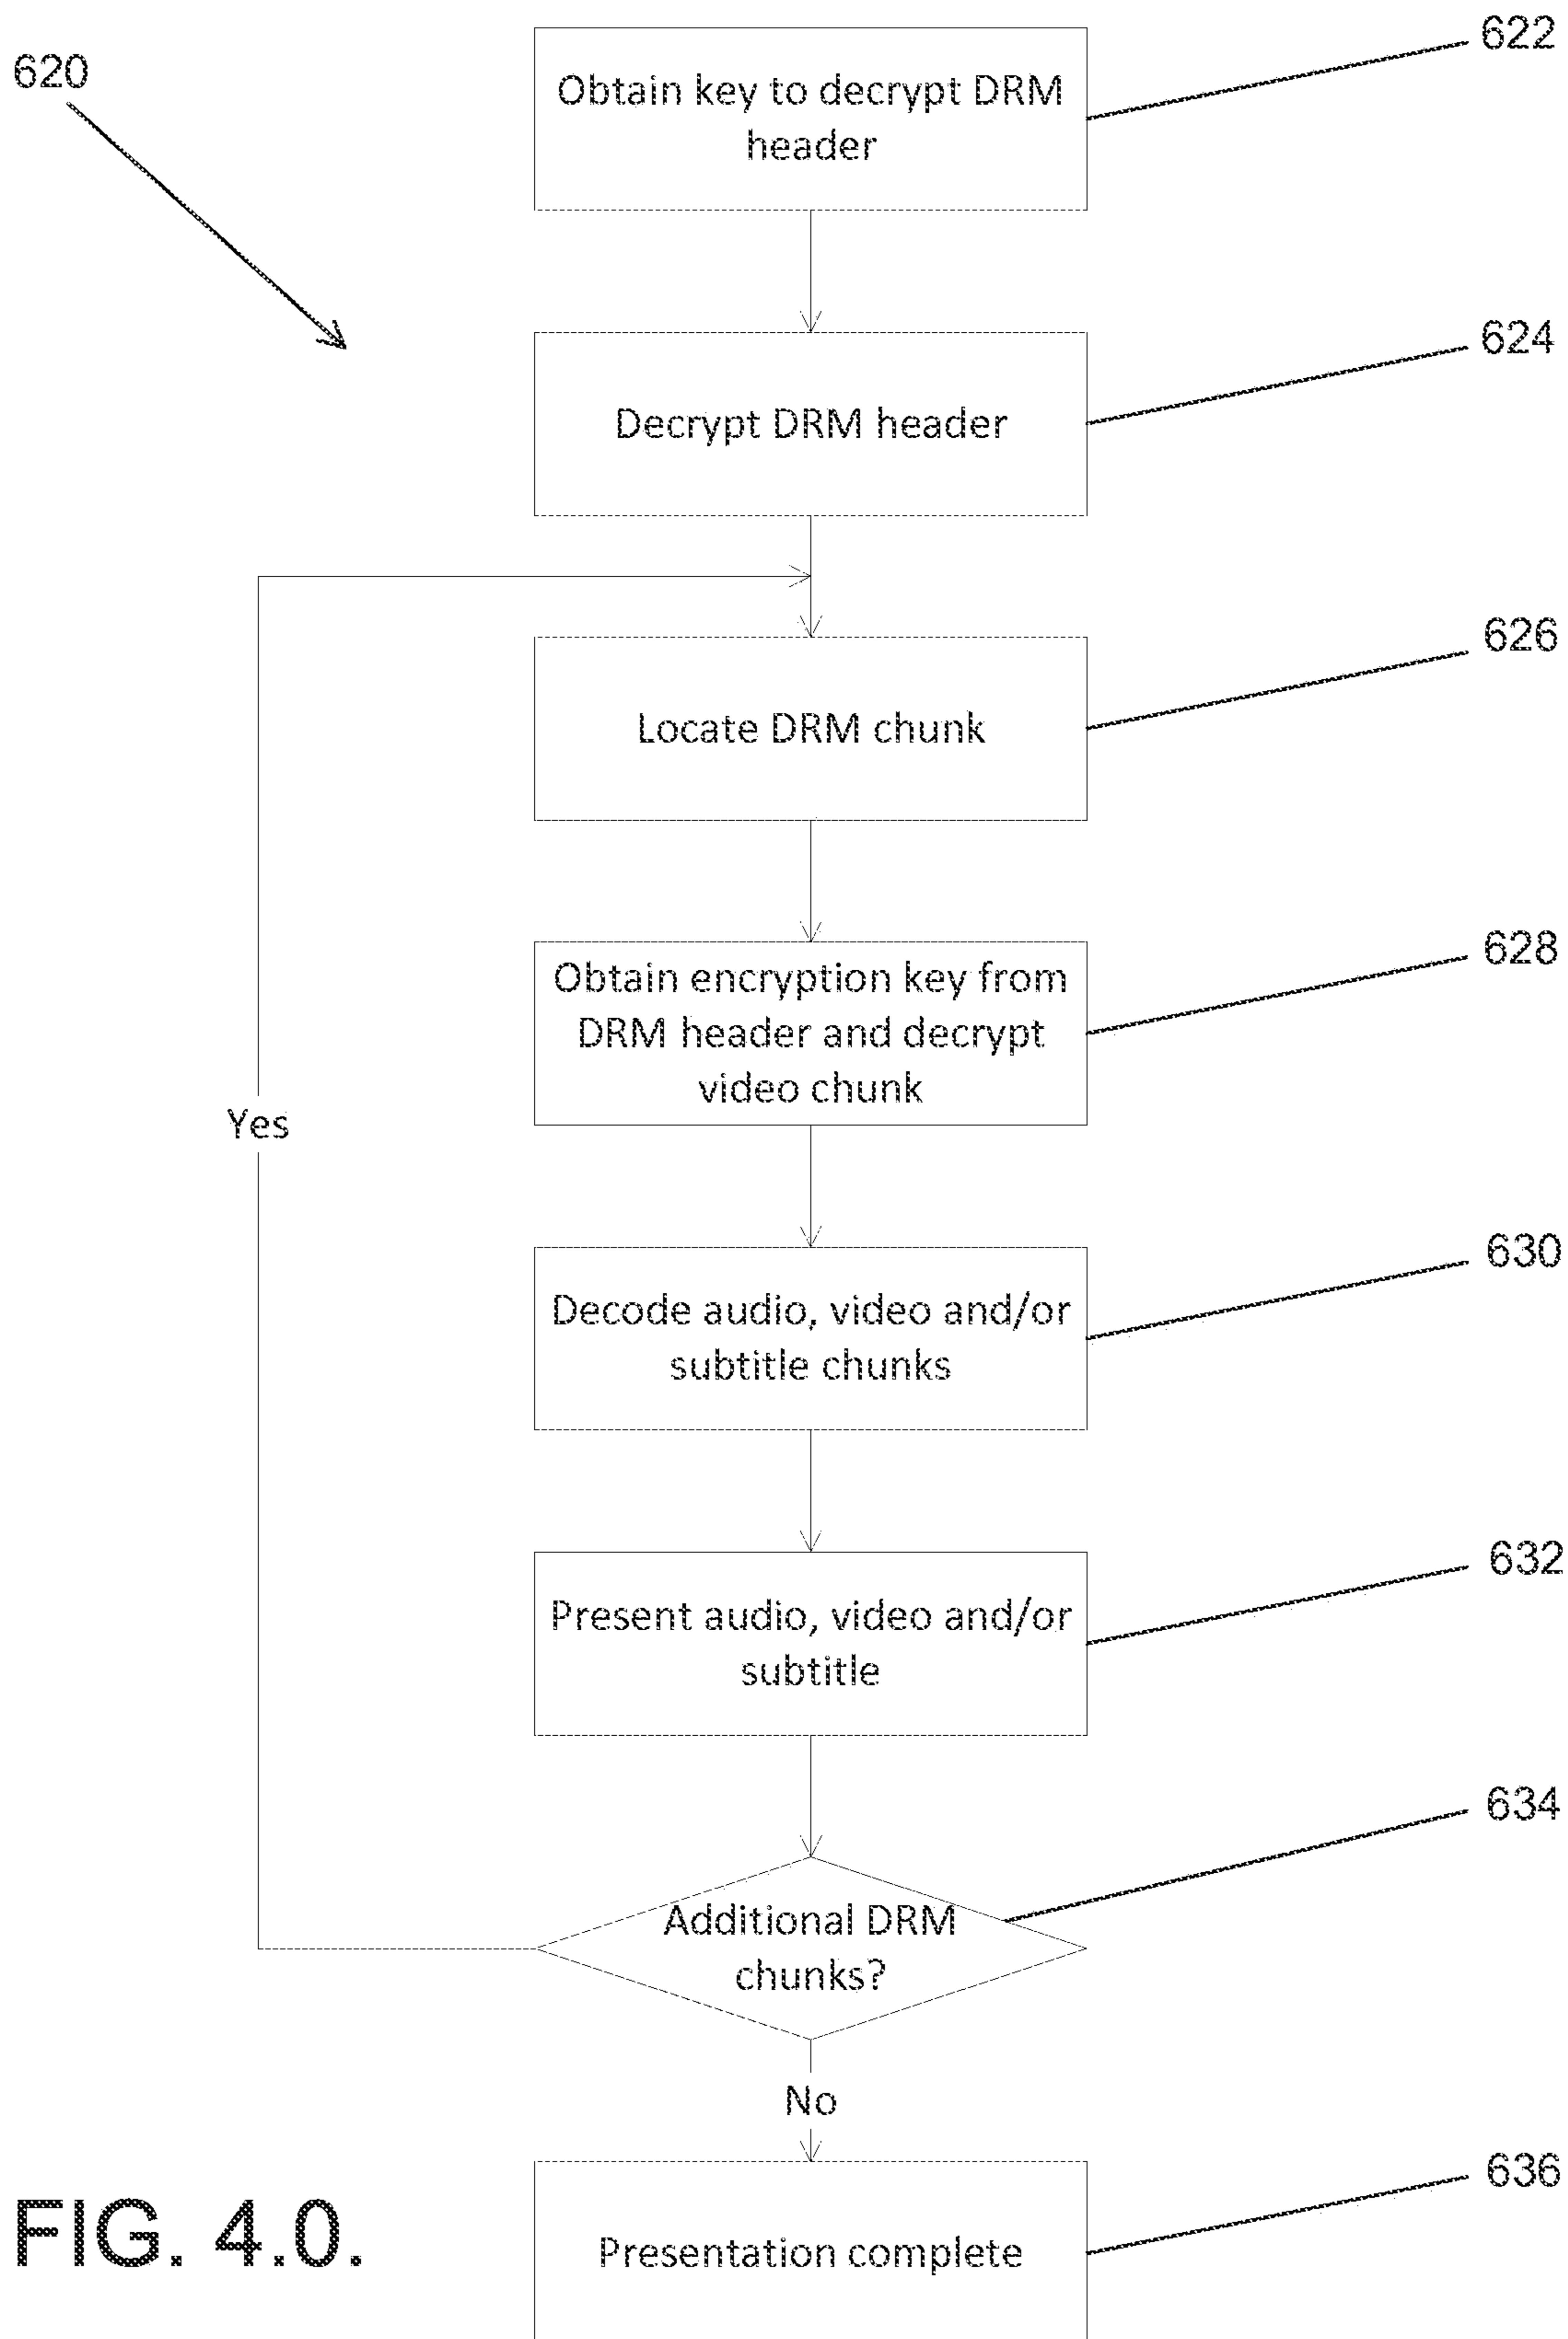 622
620
Obtain key to decrypt DRM
header
624
Decrypt DRM header
626
Locate DRM chunk
628
Obtain encryption key from
DRM header and decrypt
video chunk
Yes
630
Decode audio, video and/or
subtitle chunks
632
Present audio, video and/or
subtitle
634
Additional DRM
chunks?
No
636
Presentation complete
FIG. 4.0.